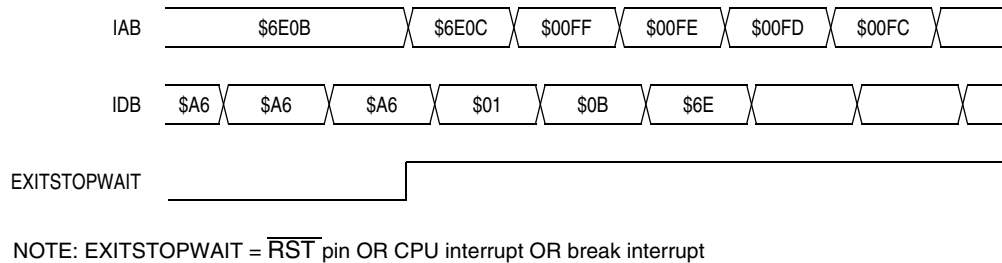 IAB $6E0B $6E0C $00FF $00FE $00FD $00FC
IDB $A6 $A6 $A6 $01 $0B $6E
EXITSTOPWAIT
NOTE: EXITSTOPWAIT = RST pin OR CPU interrupt OR break interrupt